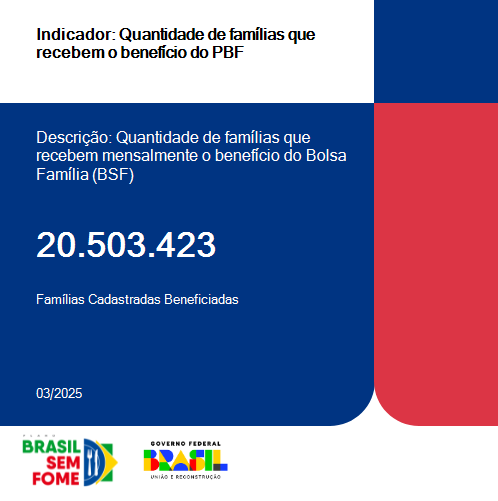 Indicador: Quantidade de famílias que
recebem o benefício do PBF
Descrição: Quantidade de famílias que
recebem mensalmente o benefício do Bolsa
Família (BSF)
20.503.423
Famílias Cadastradas Beneficiadas
03/2025
PLANO
BRASIL
SEM
FOME
GOVERNO FEDERAL
BRASIL
UNIÃO E RECONSTRUÇÃO